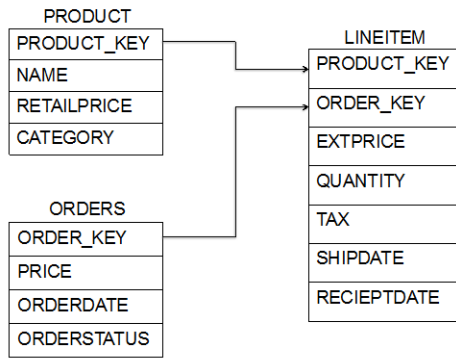 PRODUCT
PRODUCT_KEY
NAME
RETAILPRICE
CATEGORY
ORDERS
ORDER_KEY
PRICE
ORDERDATE
ORDERSTATUS
LINEITEM
PRODUCT_KEY
ORDER_KEY
EXTPRICE
QUANTITY
TAX
SHIPDATE
RECIEPTDATE